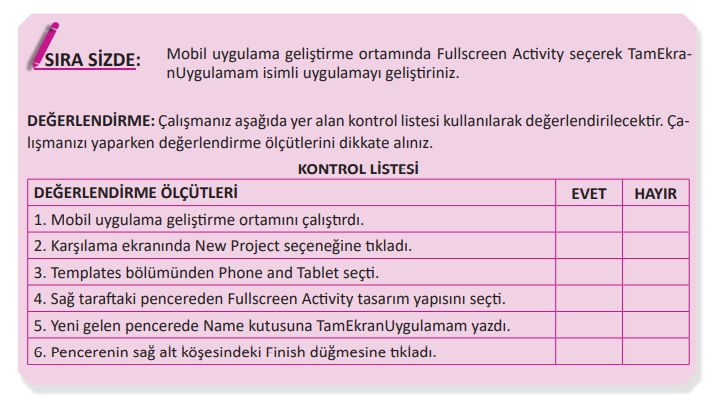 SIRA SİZDE:
Mobil uygulama geliştirme ortamında Fullscreen Activity seçerek TamEkra-
nUygulamam isimli uygulamayı geliştiriniz.
DEĞERLENDİRME: Çalışmanız aşağıda yer alan kontrol listesi kullanılarak değerlendirilecektir. Ça-
lışmanızı yaparken değerlendirme ölçütlerini dikkate alınız.
KONTROL LİSTESİ
DEĞERLENDİRME ÖLÇÜTLERİ EVET HAYIR
1. Mobil uygulama geliştirme ortamını çalıştırdı.
2. Karşılama ekranında New Project seçeneğine tıkladı.
3. Templates bölümünden Phone and Tablet seçti.
4. Sağ taraftaki pencereden Fullscreen Activity tasarım yapısını seçti.
5. Yeni gelen pencerede Name kutusuna TamEkranUygulamam yazdı.
6. Pencerenin sağ alt köşesindeki Finish düğmesine tıkladı.